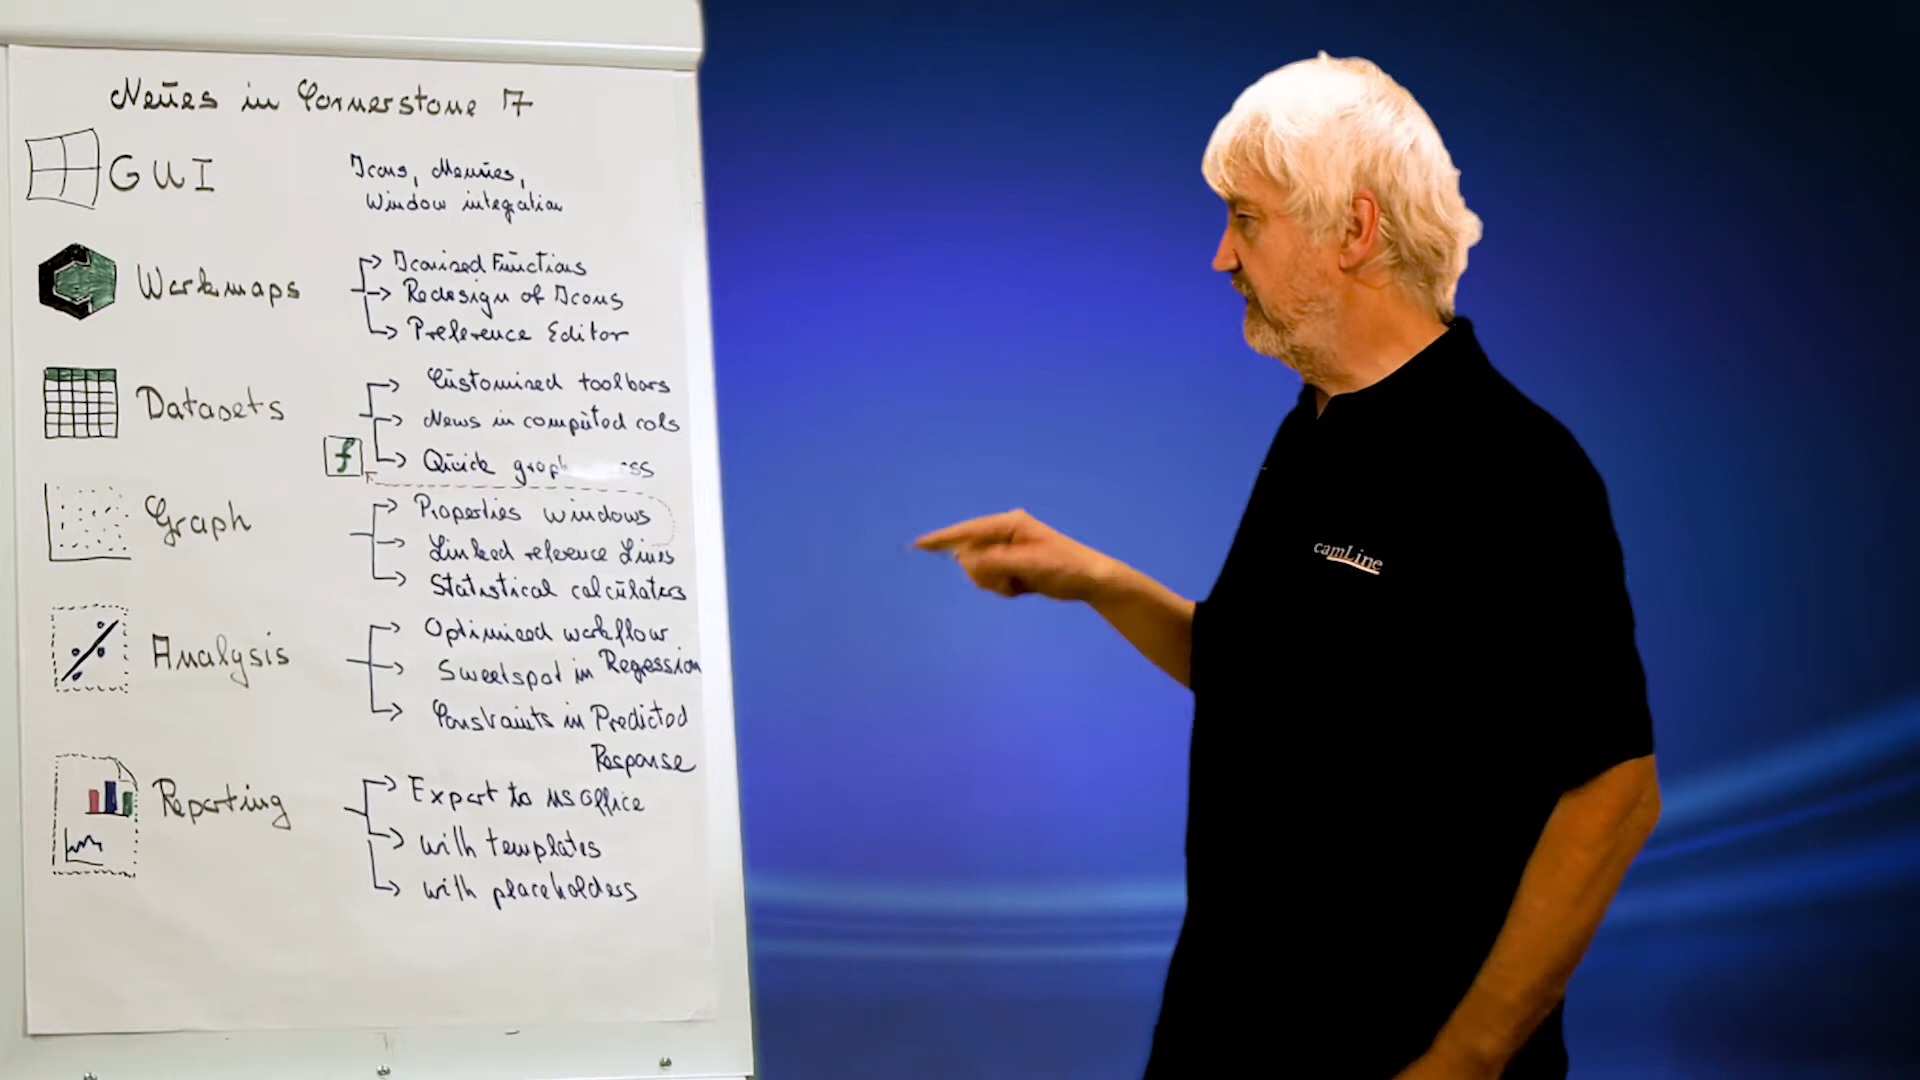 Neues in Cornerstone 7
GUI
Icons, Menues,
Window integration
Workmaps
Iconized Functions
Redesign of Icons
Preference Editor
Datasets
Customized toolbars
News in computed cols
f
Quick grap ess
Graph
Properties windows
Linked reference Lines
Statistical calculators
Analysis
Optimized workflow
Sweetspot in Regression
Constraints in Predicted
Response
Reporting
Export to MS Office
with templates
with placeholders
camLine